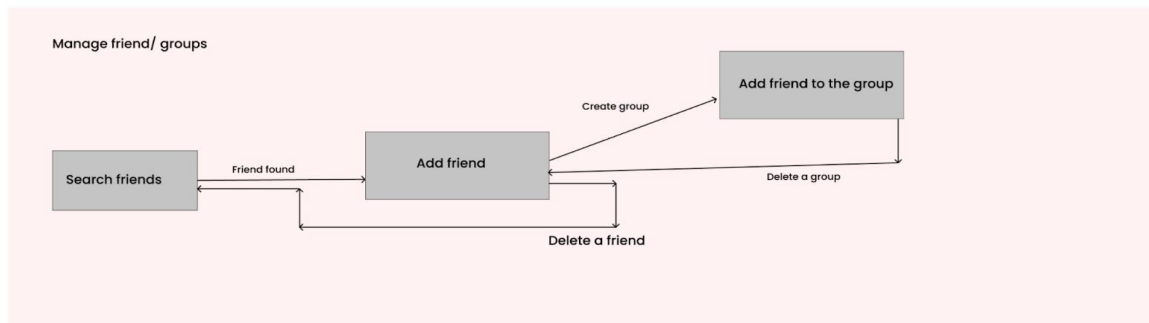 Manage friend/ groups
Add friend to the group
Create group
Add friend
Friend found
Search friends
Delete a group
Delete a friend